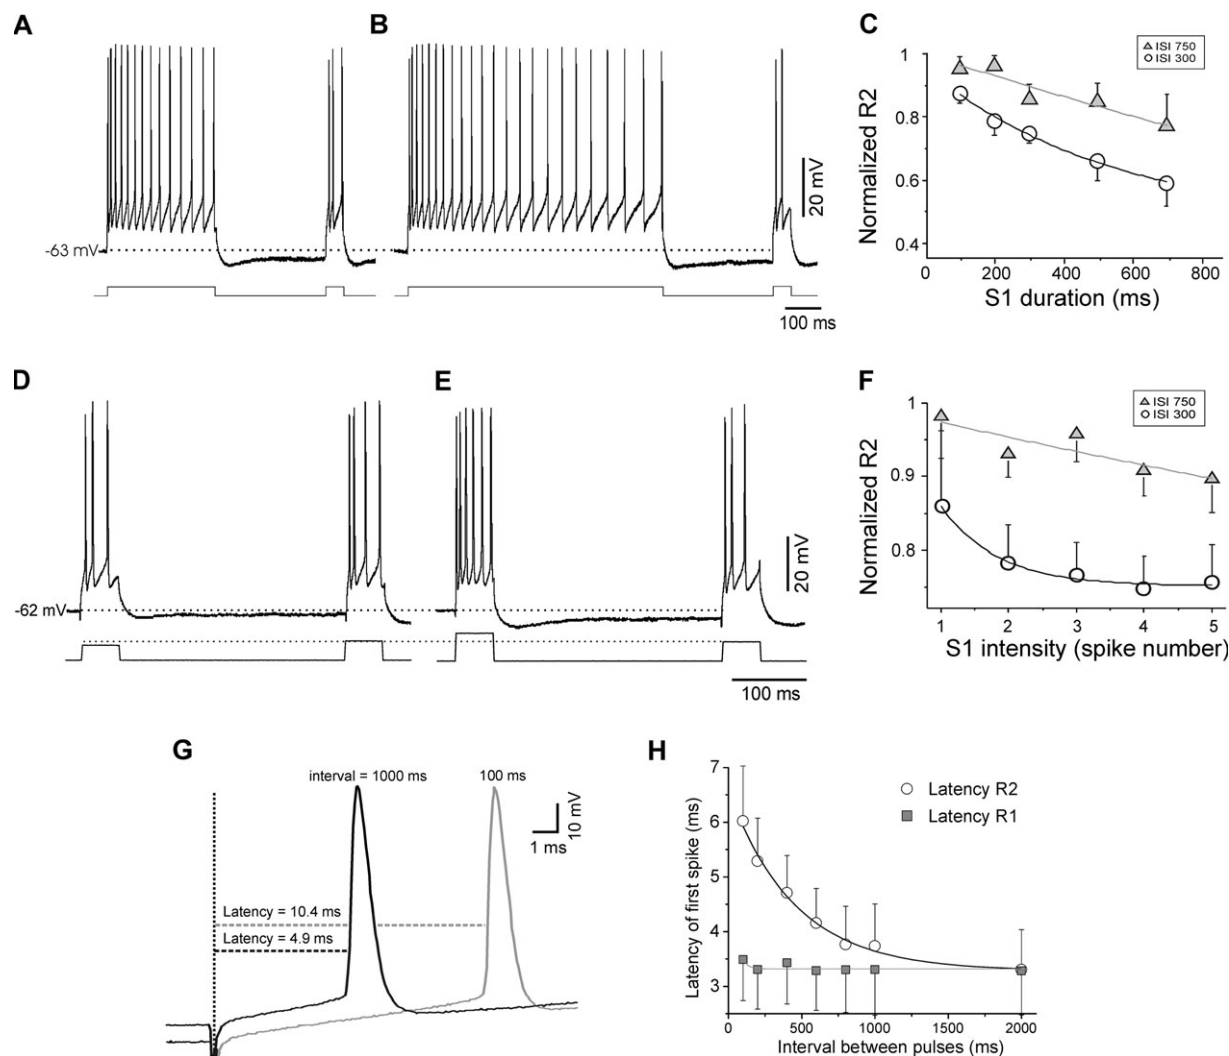 A
B
C
-63 mV
20 mV
100 ms
ISI 750
ISI 300
Normalized R2
1
0.8
0.6
0.4
0
200
400
600
800
S1 duration (ms)
D
E
F
-62 mV
20 mV
100 ms
ISI 750
ISI 300
Normalized R2
1
0.9
0.8
1
2
3
4
5
S1 intensity (spike number)
G
interval = 1000 ms
100 ms
10 mV
1 ms
Latency = 10.4 ms
Latency = 4.9 ms
H
Latency R2
Latency R1
Latency of first spike (ms)
7
6
5
4
3
0
500
1000
1500
2000
Interval between pulses (ms)